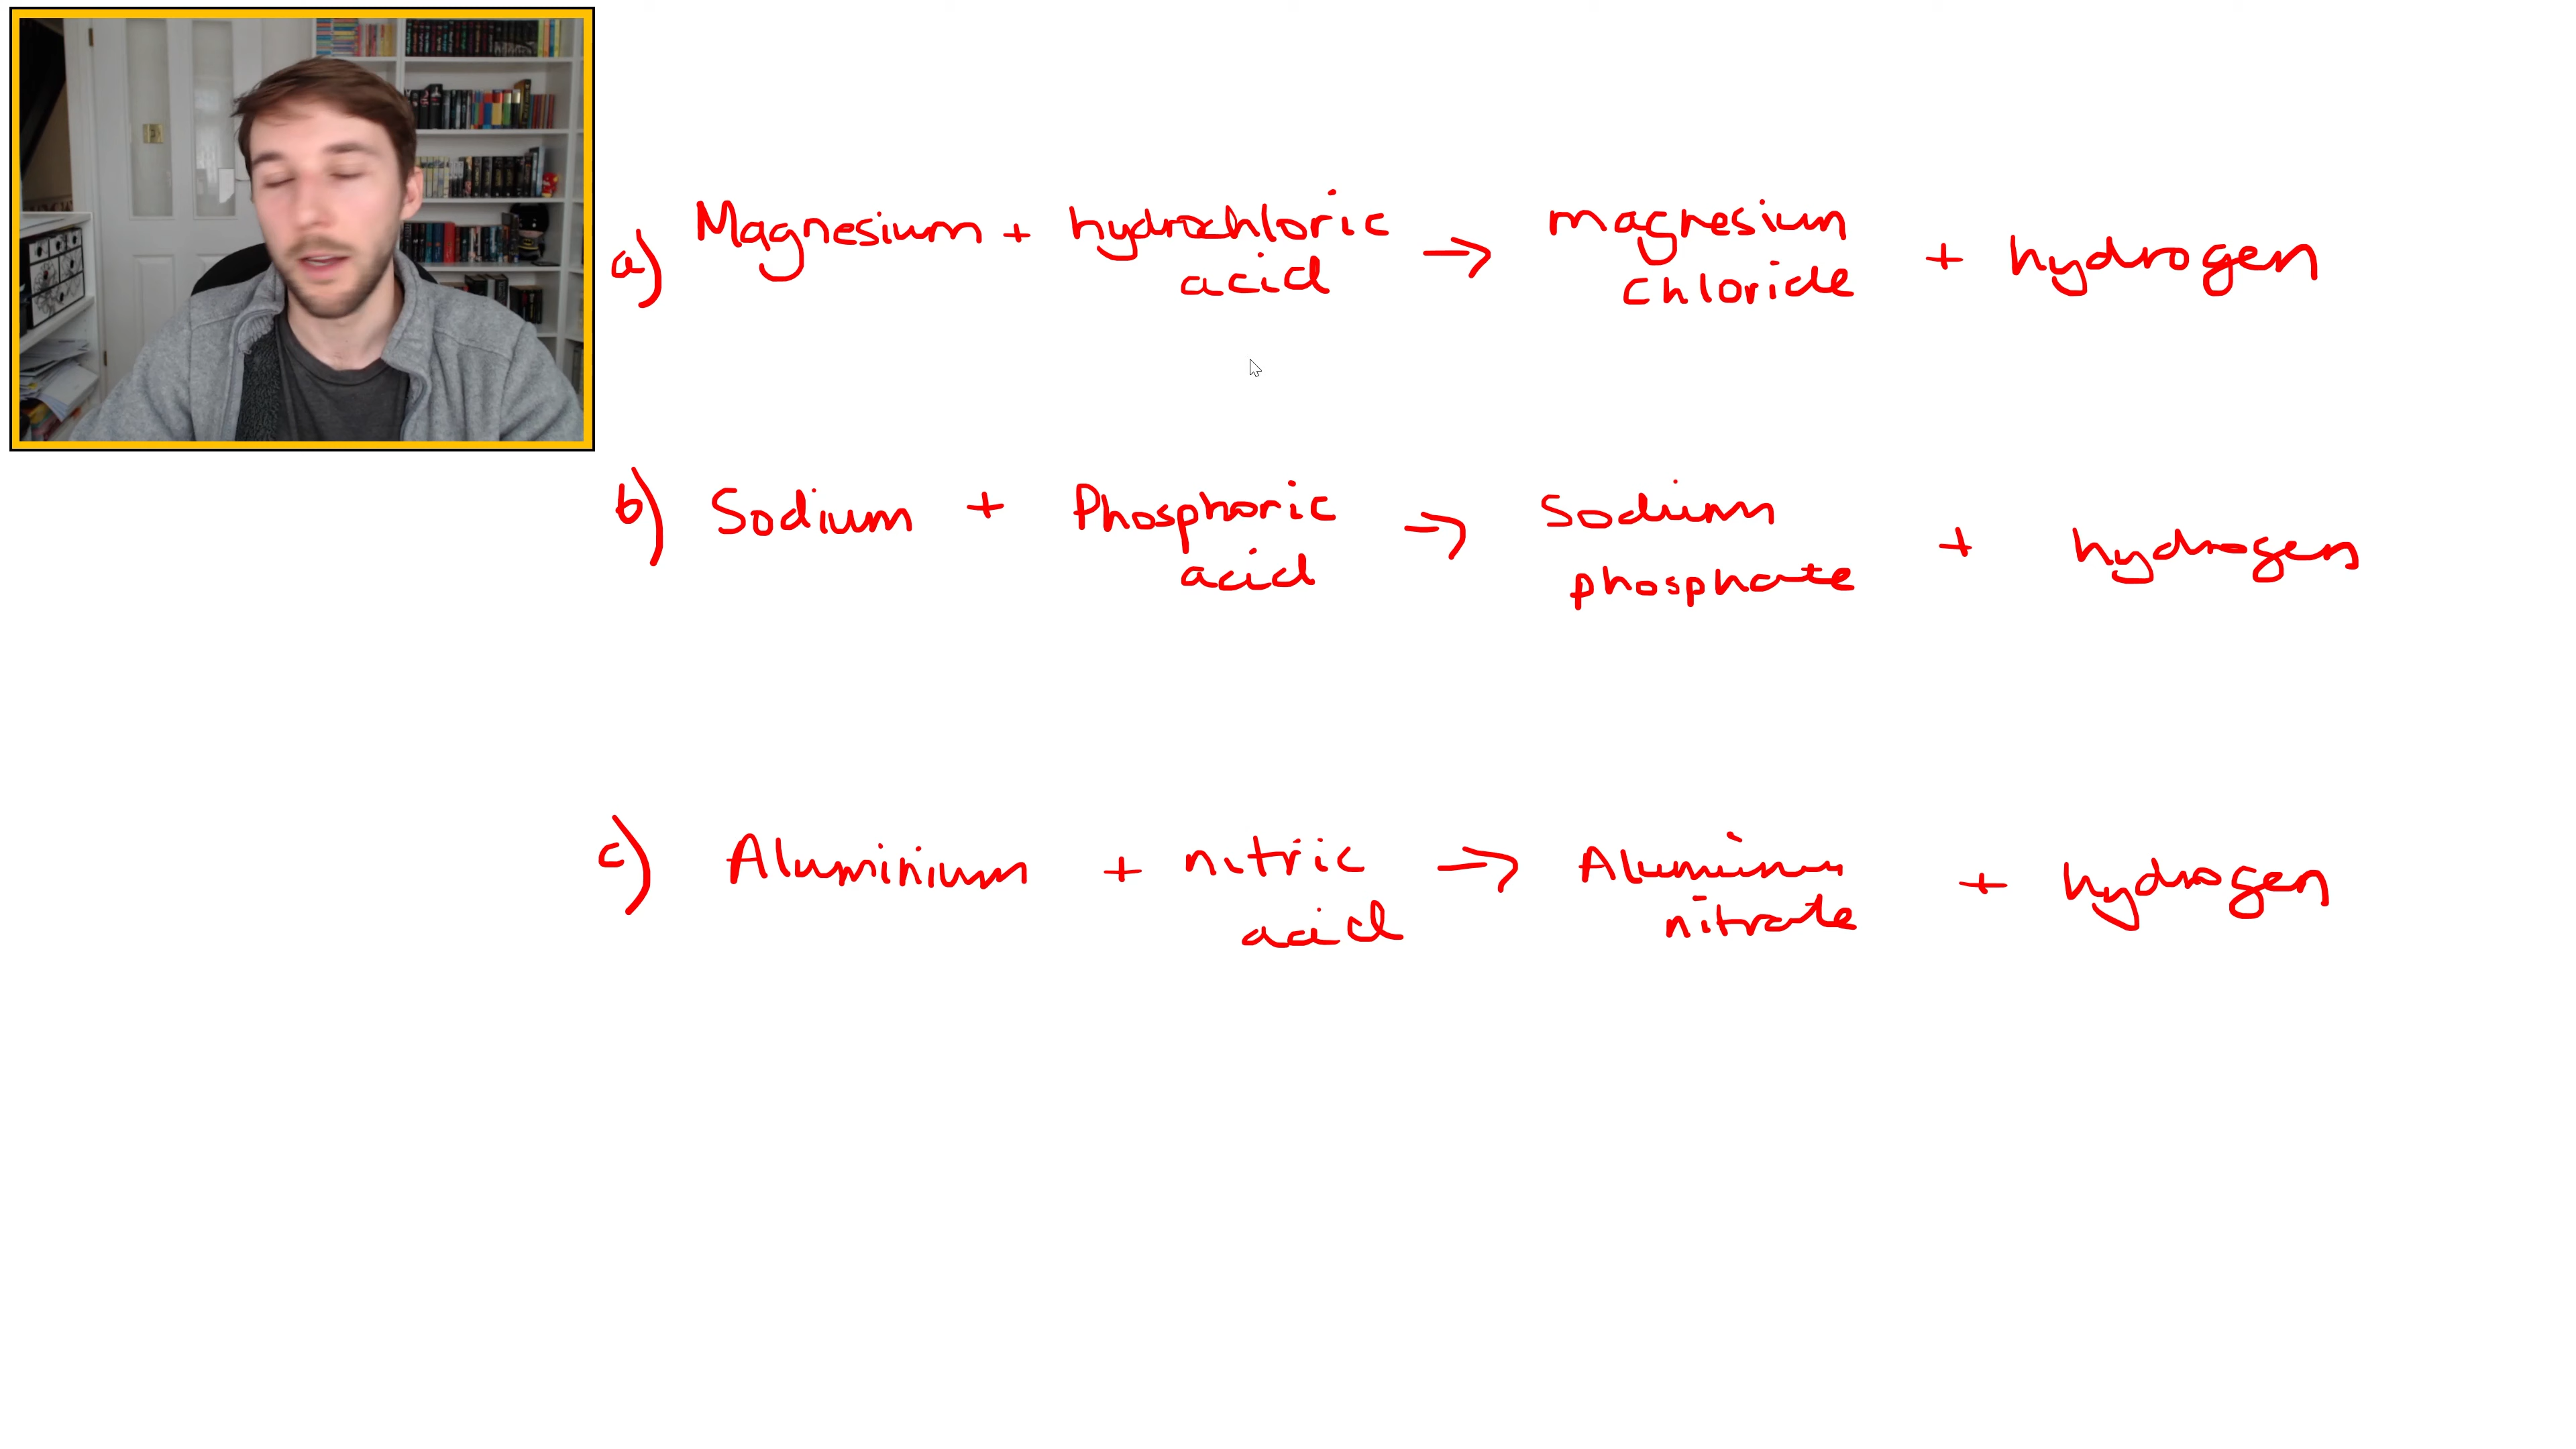 a) Magnesium + hydrochloric acid → magnesium chloride + hydrogen
b) Sodium + Phosphoric acid → Sodium phosphate + hydrogen
c) Aluminium + nitric acid → Aluminium nitrate + hydrogen